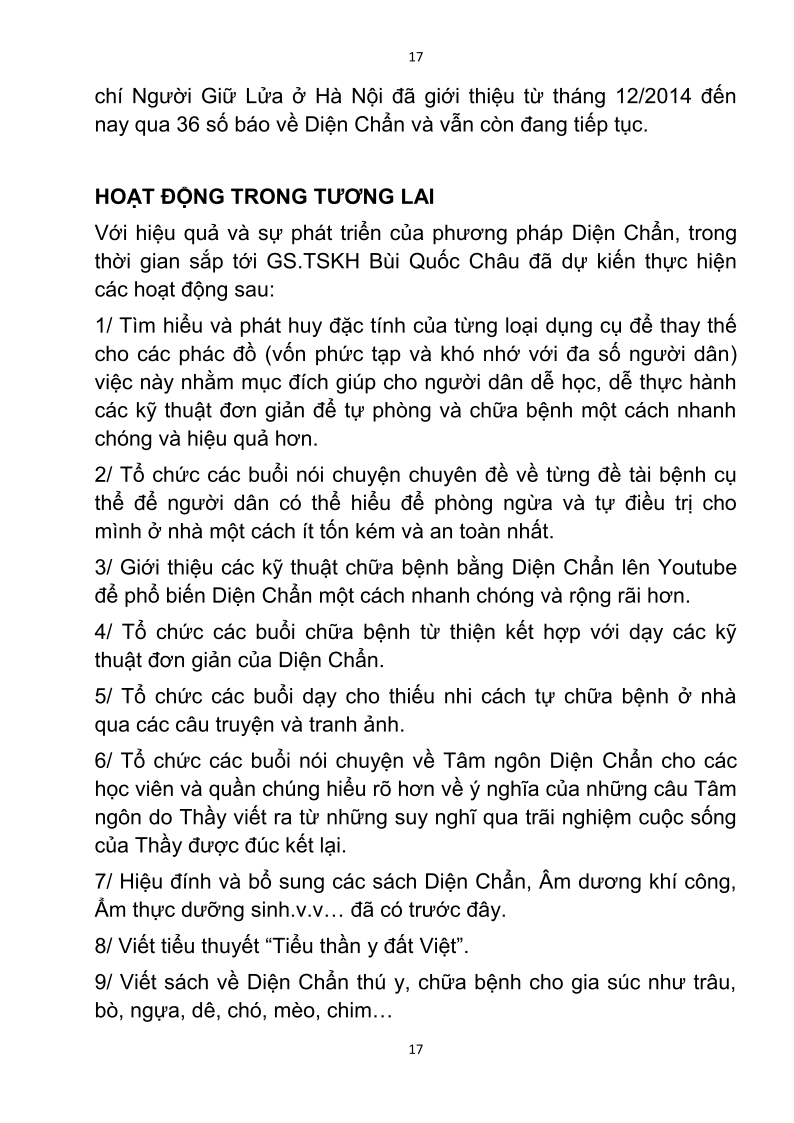 17
chí Người Giữ Lửa ở Hà Nội đã giới thiệu từ tháng 12/2014 đến
nay qua 36 số báo về Diện Chẩn và vẫn còn đang tiếp tục.
HOẠT ĐỘNG TRONG TƯƠNG LAI
Với hiệu quả và sự phát triển của phương pháp Diện Chẩn, trong
thời gian sắp tới GS.TSKH Bùi Quốc Châu đã dự kiến thực hiện
các hoạt động sau:
1/ Tìm hiểu và phát huy đặc tính của từng loại dụng cụ để thay thế
cho các phác đồ (vốn phức tạp và khó nhớ với đa số người dân)
việc này nhằm mục đích giúp cho người dân dễ học, dễ thực hành
các kỹ thuật đơn giản để tự phòng và chữa bệnh một cách nhanh
chóng và hiệu quả hơn.
2/ Tổ chức các buổi nói chuyện chuyên đề về từng đề tài bệnh cụ
thể để người dân có thể hiểu để phòng ngừa và tự điều trị cho
mình ở nhà một cách ít tốn kém và an toàn nhất.
3/ Giới thiệu các kỹ thuật chữa bệnh bằng Diện Chẩn lên Youtube
để phổ biến Diện Chẩn một cách nhanh chóng và rộng rãi hơn.
4/ Tổ chức các buổi chữa bệnh từ thiện kết hợp với dạy các kỹ
thuật đơn giản của Diện Chẩn.
5/ Tổ chức các buổi dạy cho thiếu nhi cách tự chữa bệnh ở nhà
qua các câu truyện và tranh ảnh.
6/ Tổ chức các buổi nói chuyện về Tâm ngôn Diện Chẩn cho các
học viên và quần chúng hiểu rõ hơn về ý nghĩa của những câu Tâm
ngôn do Thầy viết ra từ những suy nghĩ qua trãi nghiệm cuộc sống
của Thầy được đúc kết lại.
7/ Hiệu đính và bổ sung các sách Diện Chẩn, Âm dương khí công,
Ẩm thực dưỡng sinh.v.v… đã có trước đây.
8/ Viết tiểu thuyết “Tiểu thần y đất Việt”.
9/ Viết sách về Diện Chẩn thú y, chữa bệnh cho gia súc như trâu,
bò, ngựa, dê, chó, mèo, chim…
17